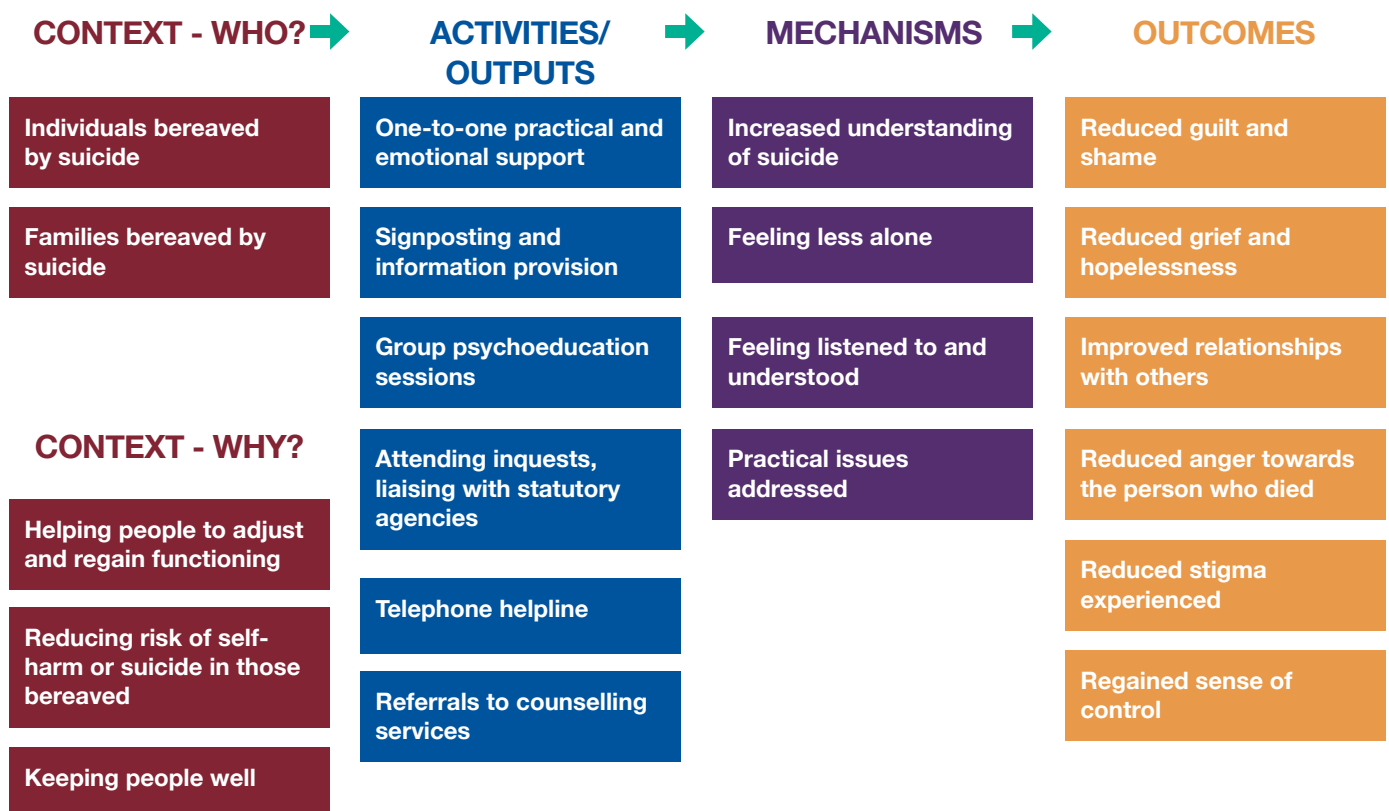 CONTEXT - WHO?
Individuals bereaved
by suicide
Families bereaved by
suicide
CONTEXT - WHY?
Helping people to adjust
and regain functioning
Reducing risk of self-
harm or suicide in those
bereaved
Keeping people well
ACTIVITIES/
OUTPUTS
One-to-one practical and
emotional support
Signposting and
information provision
Group psychoeducation
sessions
Attending inquests,
liaising with statutory
agencies
Telephone helpline
Referrals to counselling
services
MECHANISMS
Increased understanding
of suicide
Feeling less alone
Feeling listened to and
understood
Practical issues
addressed
OUTCOMES
Reduced guilt and
shame
Reduced grief and
hopelessness
Improved relationships
with others
Reduced anger towards
the person who died
Reduced stigma
experienced
Regained sense of
control